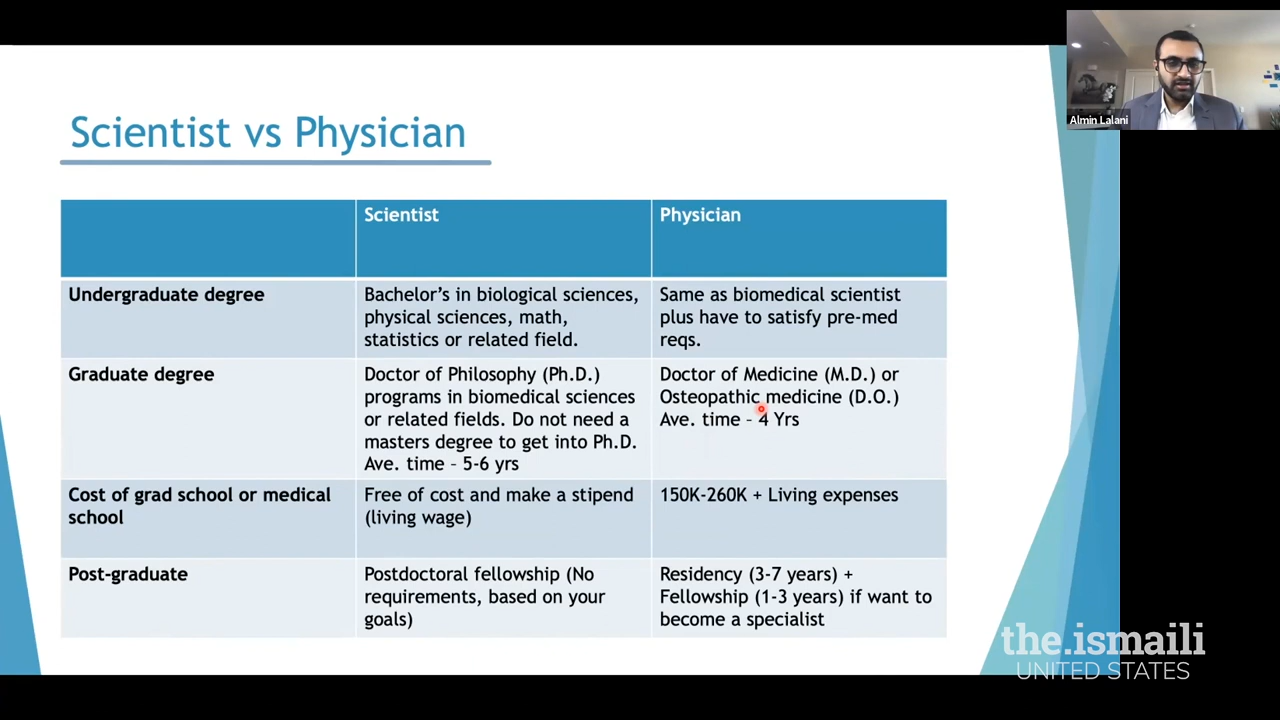 Almin Lalani
Scientist vs Physician
Scientist
Physician
Undergraduate degree
Bachelor's in biological sciences,
physical sciences, math,
statistics or related field.
Same as biomedical scientist
plus have to satisfy pre-med
reqs.
Graduate degree
Doctor of Philosophy (Ph.D.)
programs in biomedical sciences
or related fields. Do not need a
masters degree to get into Ph.D.
Ave. time – 5-6 yrs
Doctor of Medicine (M.D.) or
Osteopathic medicine (D.O.)
Ave. time – 4 Yrs
Cost of grad school or medical
school
Free of cost and make a stipend
(living wage)
150K-260K + Living expenses
Post-graduate
Postdoctoral fellowship (No
requirements, based on your
goals)
Residency (3-7 years) +
Fellowship (1-3 years) if want to
become a specialist
the.ismaili
UNITED STATES